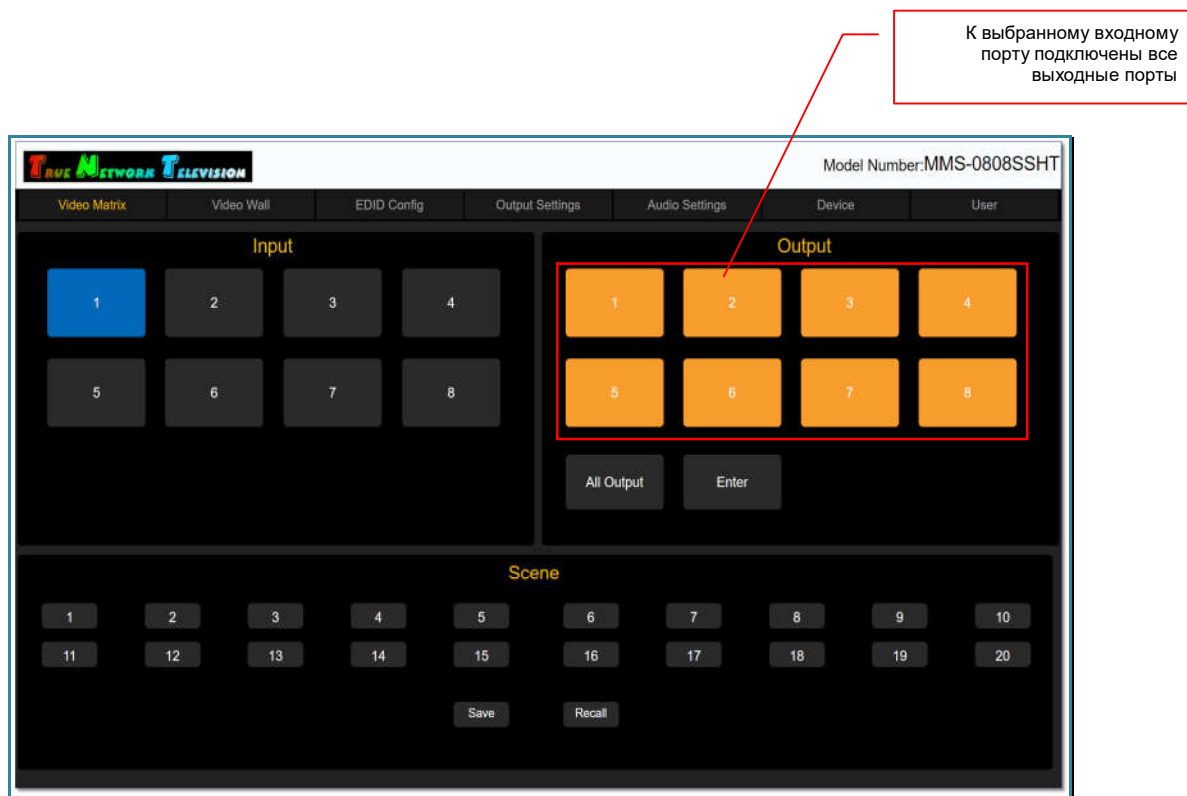 К выбранному входному
порту подключены все
выходные порты
TRUE NETWORK TELEVISION
Model Number:MMS-0808SSHT
Video Matrix Video Wall EDID Config Output Settings Audio Settings Device User
Input
1 2 3 4
5 6 7 8
Output
1 2 3 4
5 6 7 8
All Output Enter
Scene
1 2 3 4 5 6 7 8 9 10
11 12 13 14 15 16 17 18 19 20
Save Recall